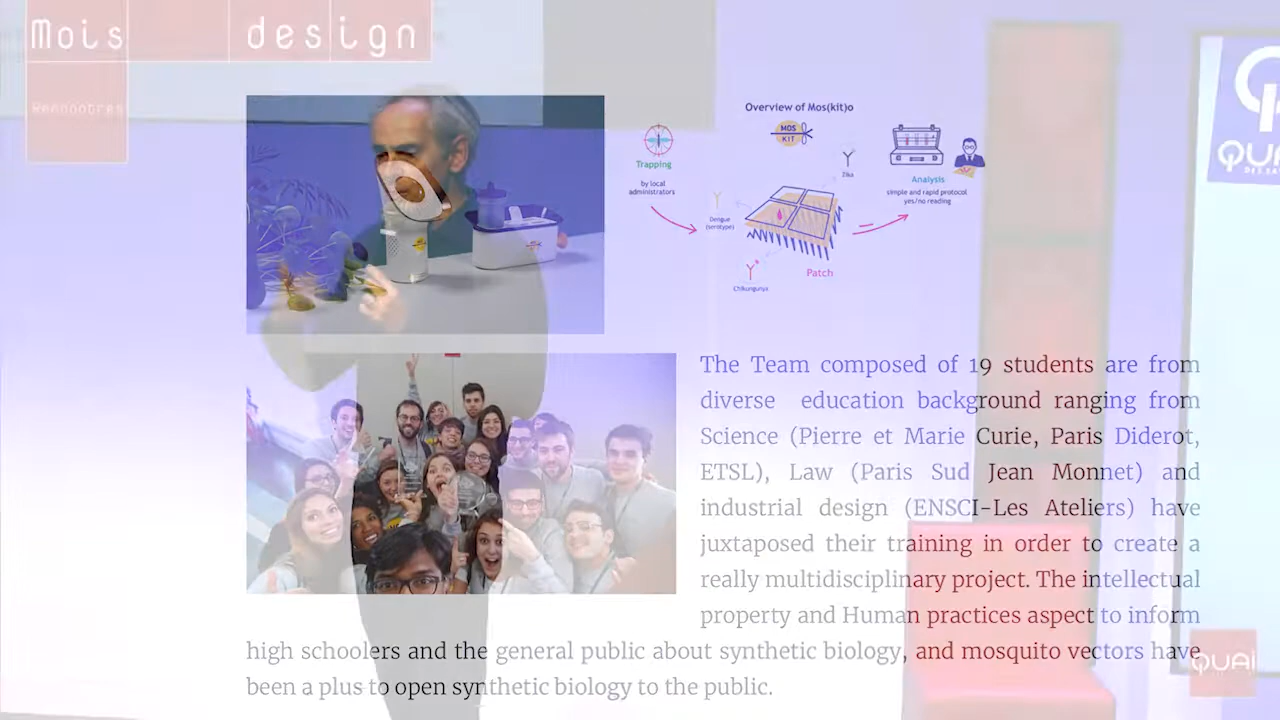 Mois design
Rencontres
Overview of Mos(kit)o
MOS
KIT
Trapping
by local
administrators
Zika
Dengue
(serotype)
Chikungunya
Patch
Analysis
simple and rapid protocol
yes/no reading
QUAI
The Team composed of 19 students are from
diverse education background ranging from
Science (Pierre et Marie Curie, Paris Diderot,
ETSL), Law (Paris Sud Jean Monnet) and
industrial design (ENSCI-Les Ateliers) have
juxtaposed their training in order to create a
really multidisciplinary project. The intellectual
property and Human practices aspect to inform
high schoolers and the general public about synthetic biology, and mosquito vectors have
been a plus to open synthetic biology to the public.
QUAI